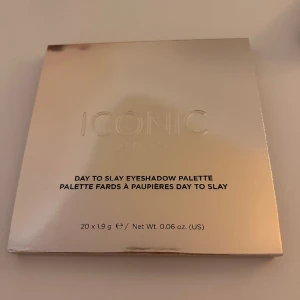 ICONIC
DAY TO SLAY EYESHADOW PALETTE
PALETTE FARDS À PAUPIÈRES DAY TO SLAY
20 x 1.9 g ℮ / Net Wt. 0.06 oz. (US)